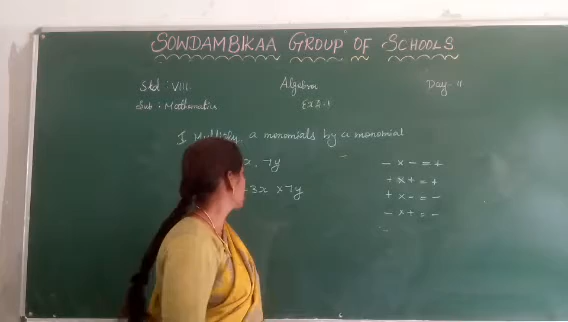 SOWDAMBIKAA GROUP OF SCHOOLS
Std : VIII
Algebra
Day - 11
Sub : Mathematics
Ex 3.1
I Multiply a monomials by a monomial
x, 7y
3x × 7y
- × - = +
+ × + = +
+ × - = -
- × + = -